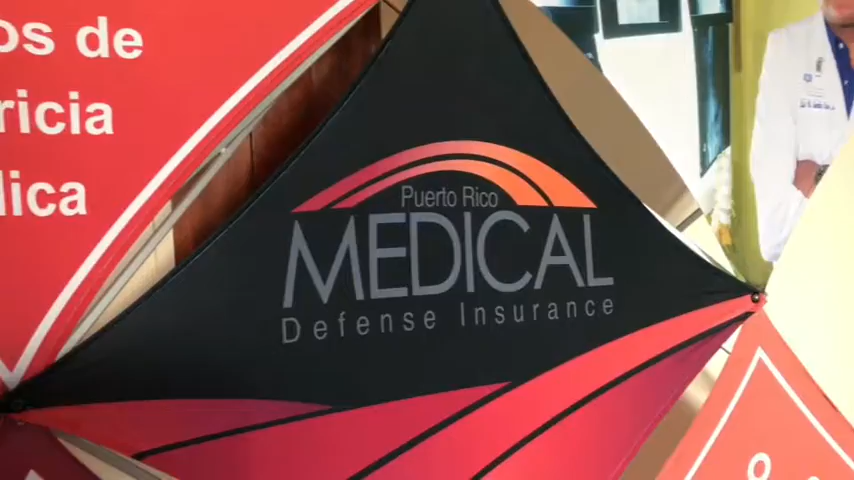 os de
ricia
lica
Puerto Rico
MEDICAL
Defense Insurance